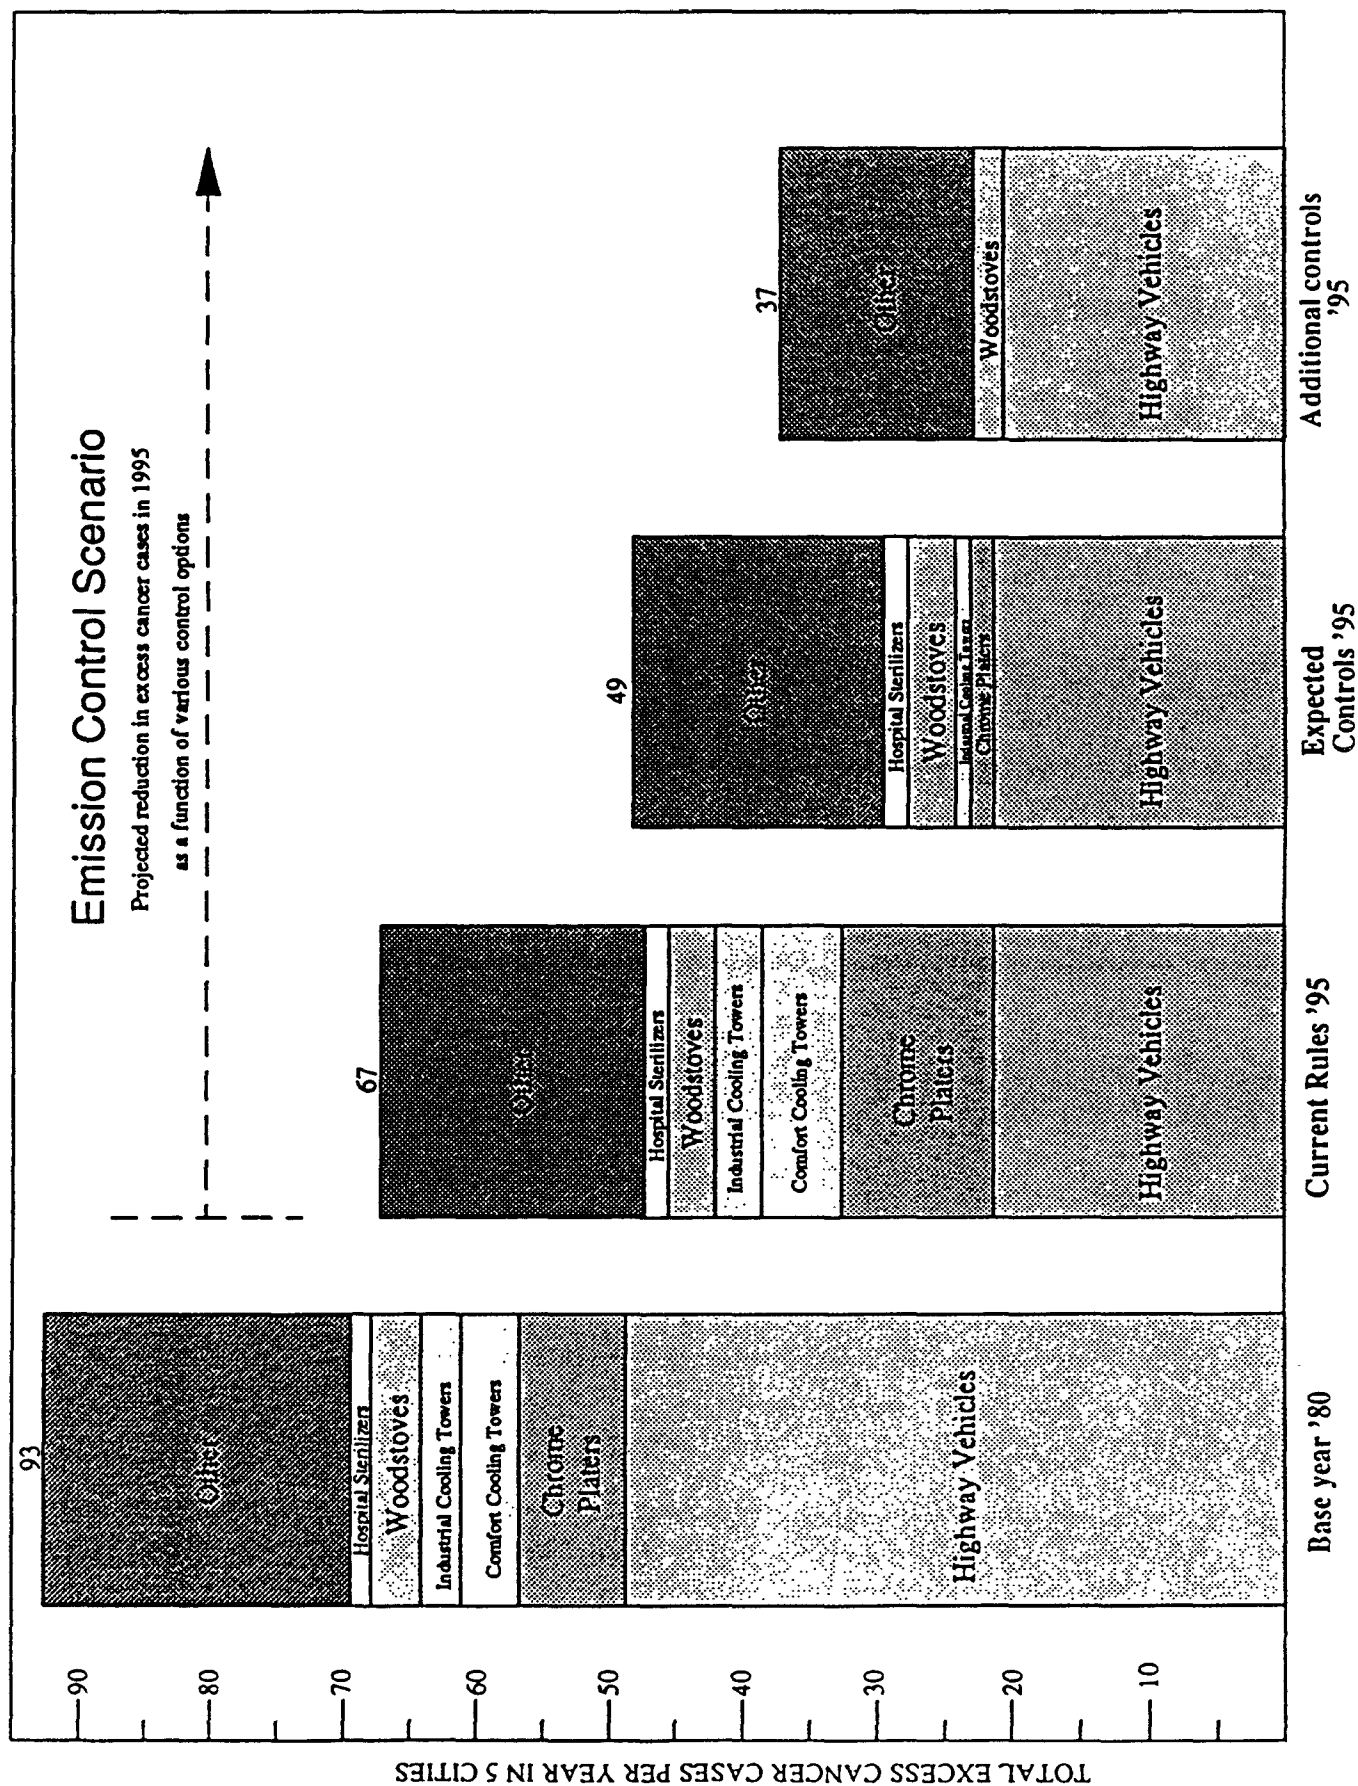 Emission Control Scenario
Projected reduction in excess cancer cases in 1995
as a function of various control options
TOTAL EXCESS CANCER CASES PER YEAR IN 5 CITIES
90
80
70
60
50
40
30
20
10
93
Other
Hospital Sterilizers
Woodstoves
Industrial Cooling Towers
Comfort Cooling Towers
Chrome
Platers
Highway Vehicles
Base year '80
67
Other
Hospital Sterilizers
Woodstoves
Industrial Cooling Towers
Comfort Cooling Towers
Chrome
Platers
Highway Vehicles
Current Rules '95
49
Other
Hospital Sterilizers
Woodstoves
Industrial Cooling Towers
Chrome Platers
Highway Vehicles
Expected
Controls '95
37
Other
Woodstoves
Highway Vehicles
Additional controls
'95